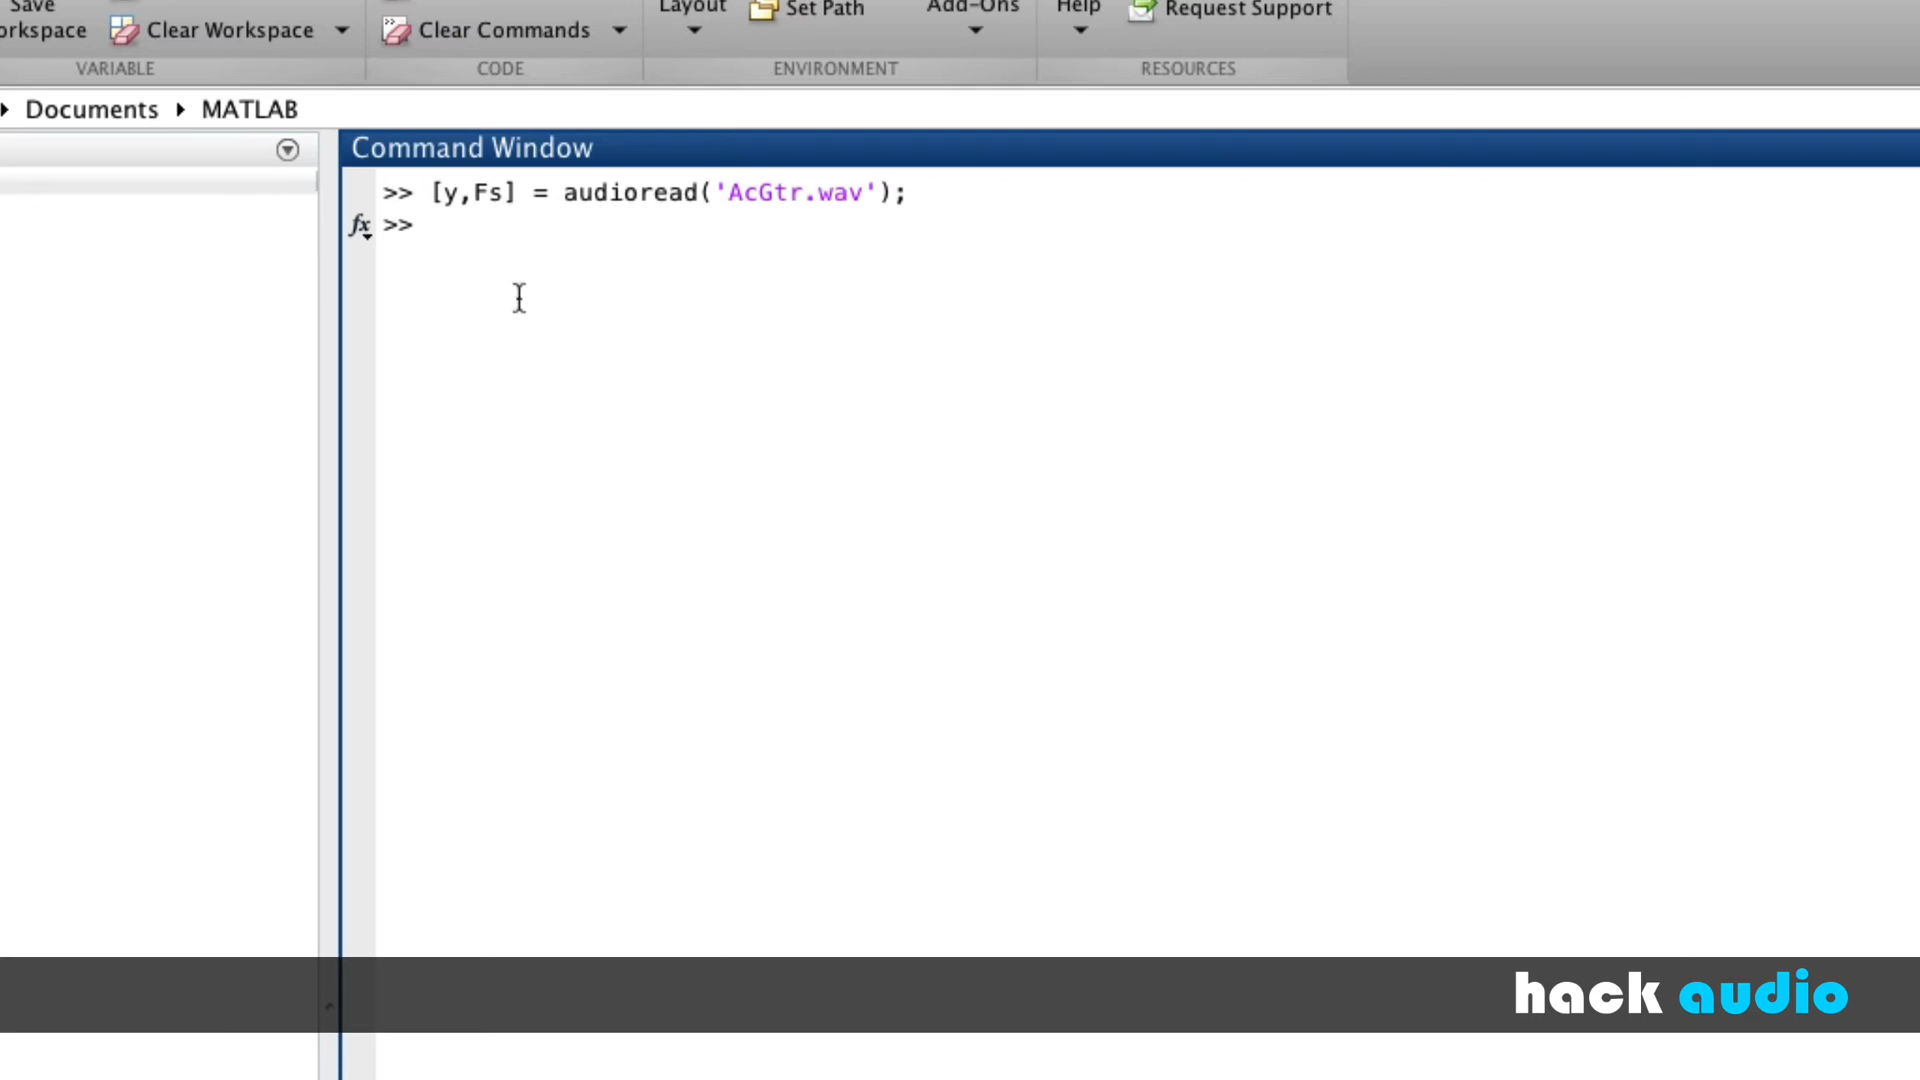 Save
orkspace
Clear Workspace
VARIABLE
Clear Commands
CODE
Layout
Set Path
Add-Ons
ENVIRONMENT
Help
Request Support
RESOURCES
Documents MATLAB
Command Window
>> [y,Fs] = audioread('AcGtr.wav');
fx >>
hack audio